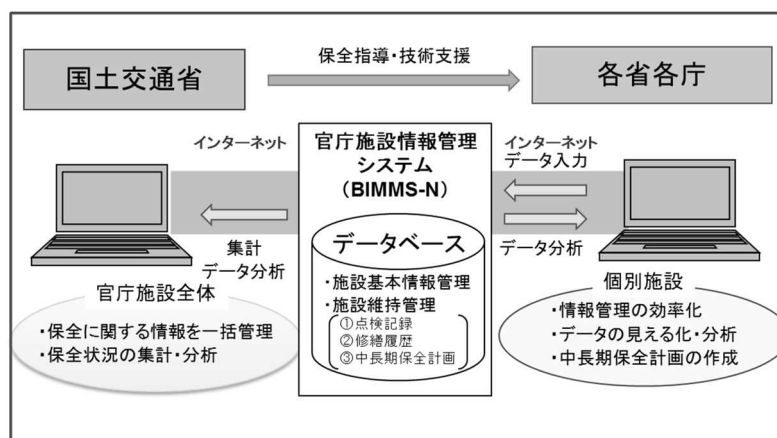 国土交通省
保全指導・技術支援
各省各庁
インターネット
官庁施設情報管理
システム
(BIMMS-N)
インターネット
データ入力
データ分析
集計
データ分析
データベース
・施設基本情報管理
・施設維持管理
①点検記録
②修繕履歴
③中長期保全計画
官庁施設全体
・保全に関する情報を一括管理
・保全状況の集計・分析
個別施設
・情報管理の効率化
・データの見える化・分析
・中長期保全計画の作成